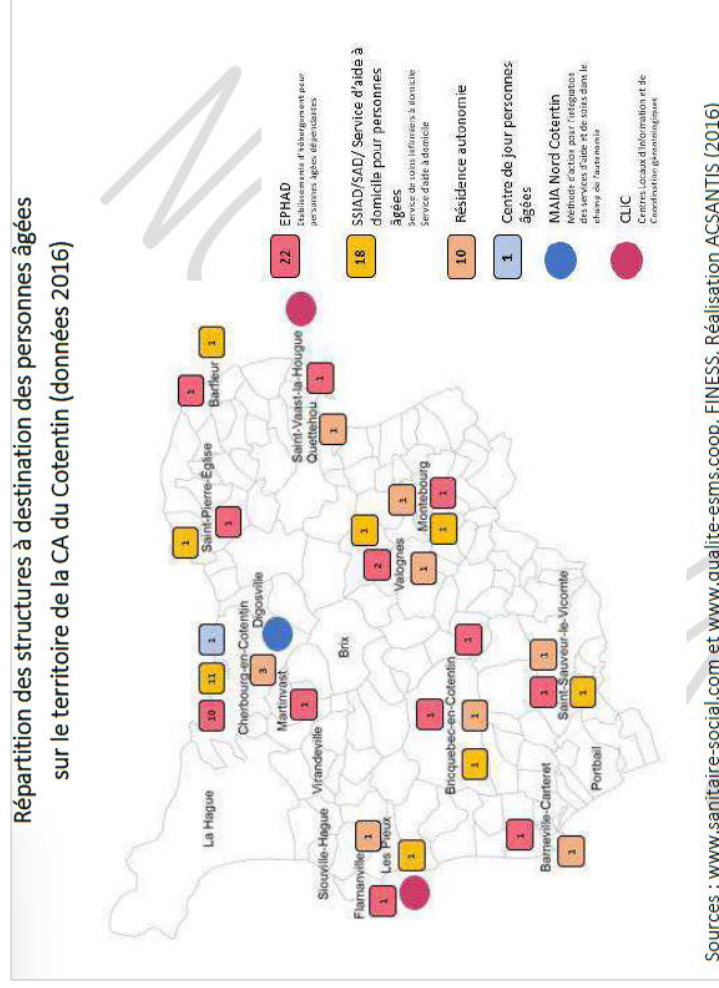 Répartition des structures à destination des personnes âgées
sur le territoire de la CA du Cotentin (données 2016)
La Hague
10
11
1
Cherbourg-en-Cotentin
3
Digosville
Martinvast
1
1
Saint-Pierre-Église
1
1
Barfleur
1
Saint-Vaast-la-Hougue
Quettehou
1
1
Siouville-Hague
Virandeville
Brix
Flamanville
1
1
Les Pieux
1
2
1
Valognes
1
1
Montebourg
1
1
1
Bricquebec-en-Cotentin
1
1
1
1
1
Saint-Sauveur-le-Vicomte
1
Barneville-Carteret
1
1
Portbail
22
EPHAD
Etablissements d'hébergement pour
personnes âgées dépendantes
18
SSIAD/SAD/ Service d'aide à
domicile pour personnes
âgées
Service de soins infirmiers à domicile
Service d'aide à domicile
10
Résidence autonomie
1
Centre de jour personnes
âgées
MAIA Nord Cotentin
Méthode d'action pour l'intégration
des services d'aide et de soins dans le
champ de l'autonomie
CLIC
Centres Locaux d'Information et de
Coordination gérontologiques
Sources : www.sanitaire-social.com et www.qualite-esms.coop, FINESS, Réalisation ACSANTIS (2016)